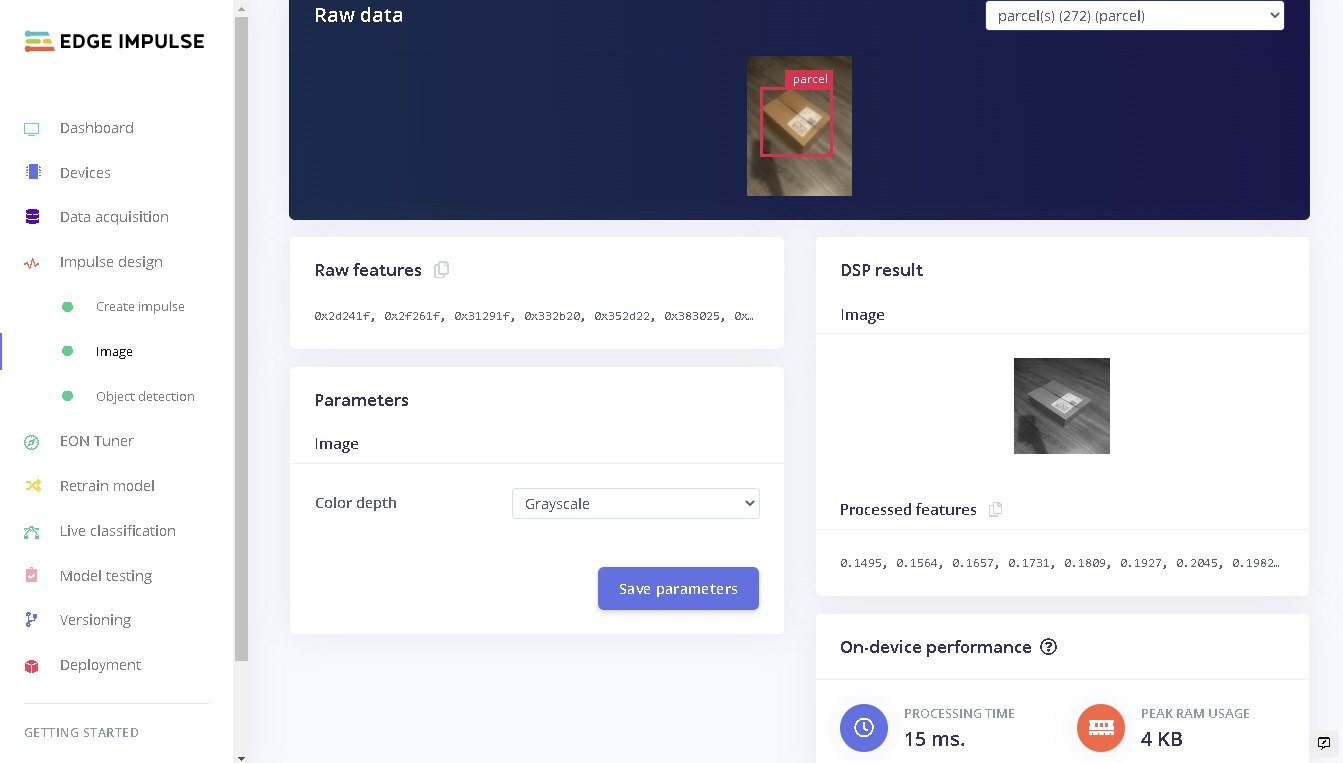 EDGE IMPULSE
Dashboard
Devices
Data acquisition
Impulse design
Create impulse
Image
Object detection
EON Tuner
Retrain model
Live classification
Model testing
Versioning
Deployment
GETTING STARTED
Raw data
parcel(s) (272) (parcel)
parcel
Raw features
0x2d241f, 0x2f261f, 0x31291f, 0x332b20, 0x352d22, 0x383025, 0x…
Parameters
Image
Color depth
Grayscale
Save parameters
DSP result
Image
Processed features
0.1495, 0.1564, 0.1657, 0.1731, 0.1809, 0.1927, 0.2045, 0.1982…
On-device performance
PROCESSING TIME
15 ms.
PEAK RAM USAGE
4 KB